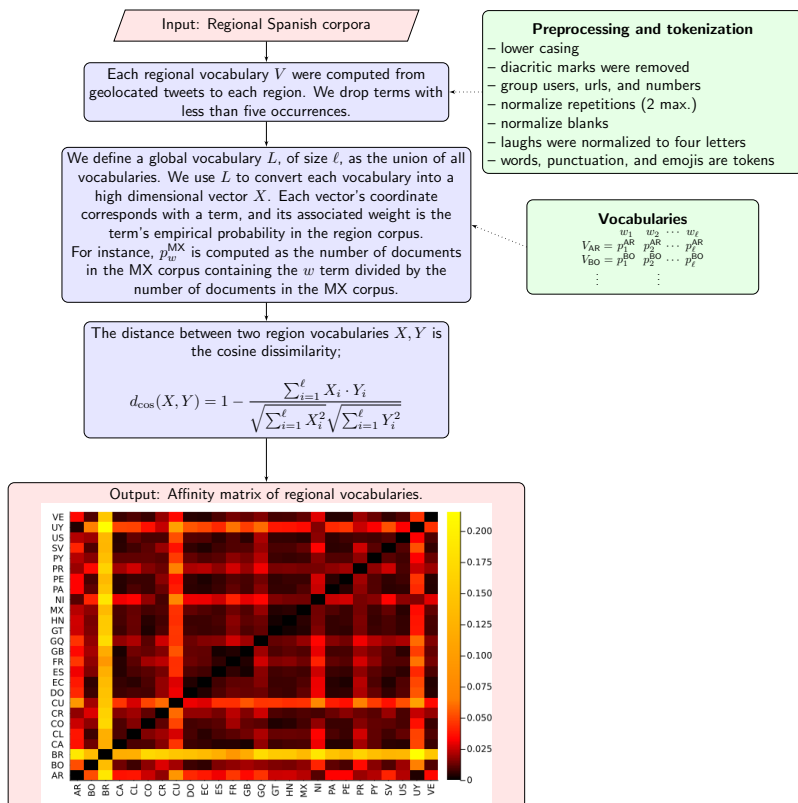 Input: Regional Spanish corpora
Each regional vocabulary V were computed from
geolocated tweets to each region. We drop terms with
less than five occurrences.
Preprocessing and tokenization
– lower casing
– diacritic marks were removed
– group users, urls, and numbers
– normalize repetitions (2 max.)
– normalize blanks
– laughs were normalized to four letters
– words, punctuation, and emojis are tokens
We define a global vocabulary L, of size ℓ, as the union of all
vocabularies. We use L to convert each vocabulary into a
high dimensional vector X. Each vector's coordinate
corresponds with a term, and its associated weight is the
term's empirical probability in the region corpus.
For instance, p_w^MX is computed as the number of documents
in the MX corpus containing the w term divided by the
number of documents in the MX corpus.
Vocabularies
w_1 w_2 ⋯ w_ℓ
V_AR = p_1^AR p_2^AR ⋯ p_ℓ^AR
V_BO = p_1^BO p_2^BO ⋯ p_ℓ^BO
⋮ ⋮
The distance between two region vocabularies X, Y is
the cosine dissimilarity;
d_cos(X, Y) = 1 − \frac{∑_{i=1}^ℓ X_i · Y_i}{\sqrt{∑_{i=1}^ℓ X_i^2} \sqrt{∑_{i=1}^ℓ Y_i^2}}
Output: Affinity matrix of regional vocabularies.
VE
UY
US
SV
PY
PR
PE
PA
NI
MX
HN
GT
GQ
GB
FR
ES
EC
DO
CU
CR
CO
CL
CA
BR
BO
AR
AR BO BR CA CL CO CR CU DO EC ES FR GB GQ GT HN MX NI PA PE PR PY SV US UY VE
0.200
0.175
0.150
0.125
0.100
0.075
0.050
0.025
0.000